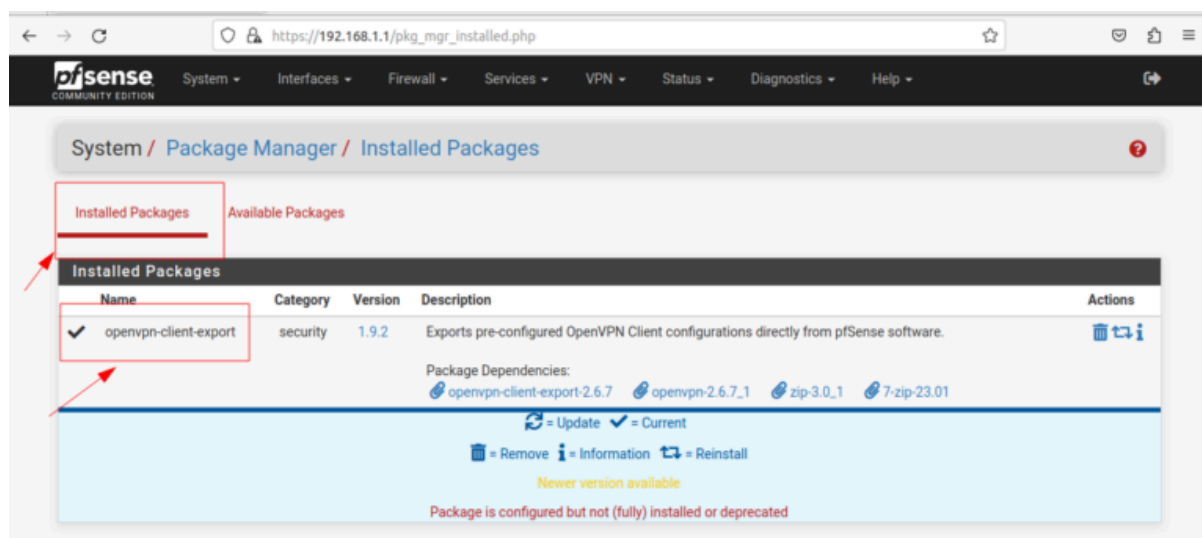 https://192.168.1.1/pkg_mgr_installed.php
pfsense System Interfaces Firewall Services VPN Status Diagnostics Help
COMMUNITY EDITION
System / Package Manager / Installed Packages
Installed Packages Available Packages
Installed Packages
Name Category Version Description Actions
openvpn-client-export security 1.9.2 Exports pre-configured OpenVPN Client configurations directly from pfSense software.
Package Dependencies:
openvpn-client-export-2.6.7 openvpn-2.6.7_1 zip-3.0_1 7-zip-23.01
= Update = Current
= Remove = Information = Reinstall
Newer version available
Package is configured but not (fully) installed or deprecated